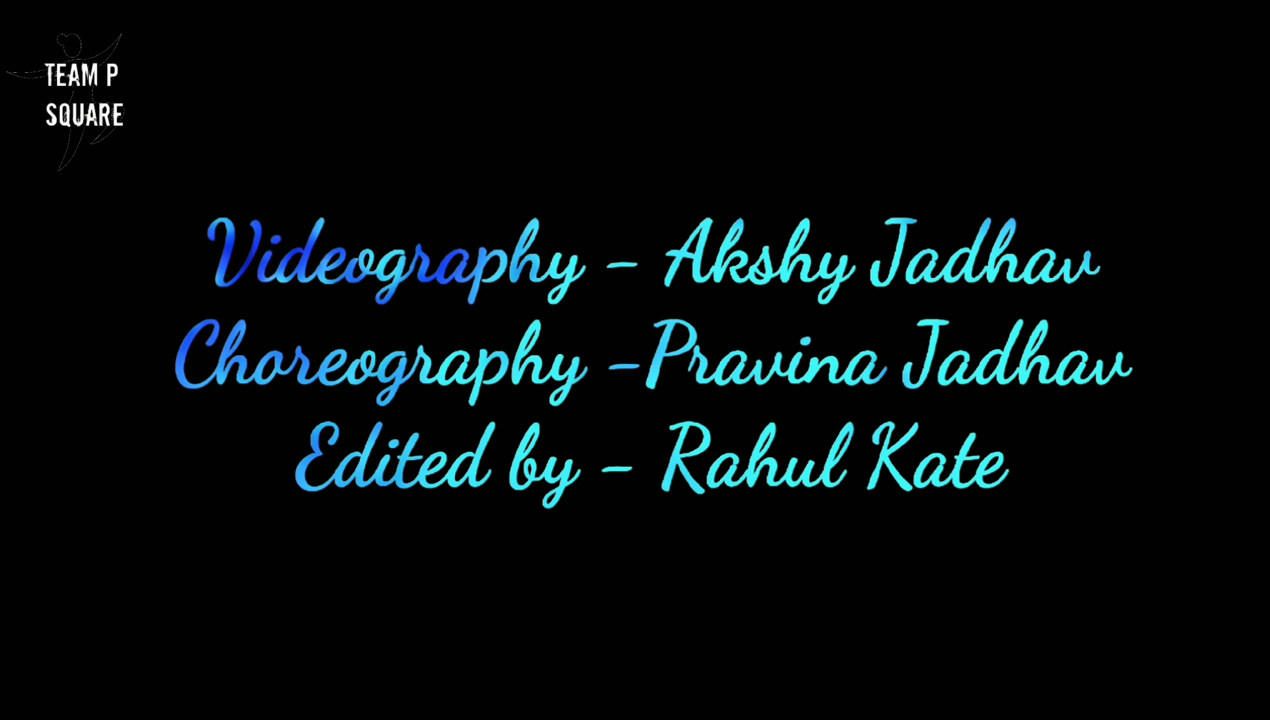 TEAM P
SQUARE
Videography - Akshy Jadhav
Choreography -Pravina Jadhav
Edited by - Rahul Kate